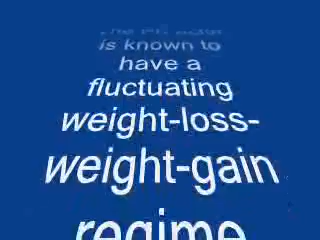 is known to
have a
fluctuating
weight-loss-
weight-gain
regime